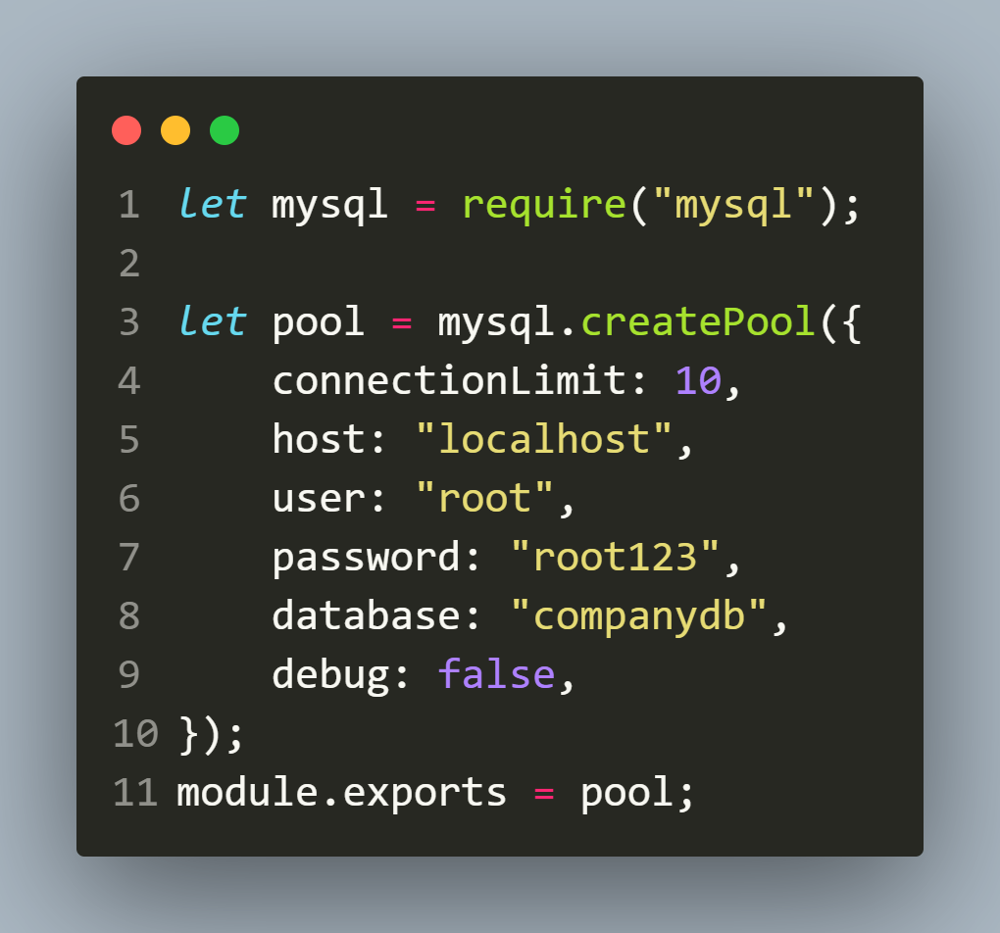 1 let mysql = require("mysql");
2
3 let pool = mysql.createPool({
4     connectionLimit: 10,
5     host: "localhost",
6     user: "root",
7     password: "root123",
8     database: "companydb",
9     debug: false,
10 });
11 module.exports = pool;